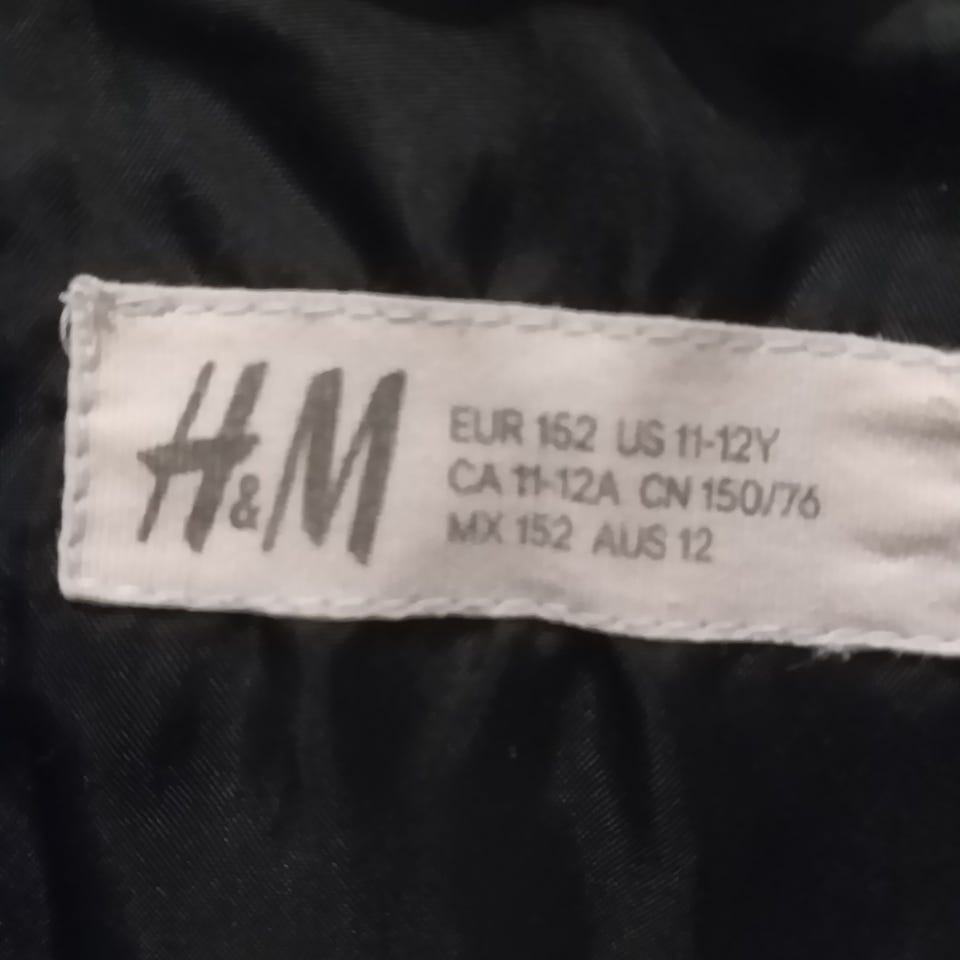 H&M
EUR 152 US 11-12Y
CA 11-12A CN 150/76
MX 152 AUS 12